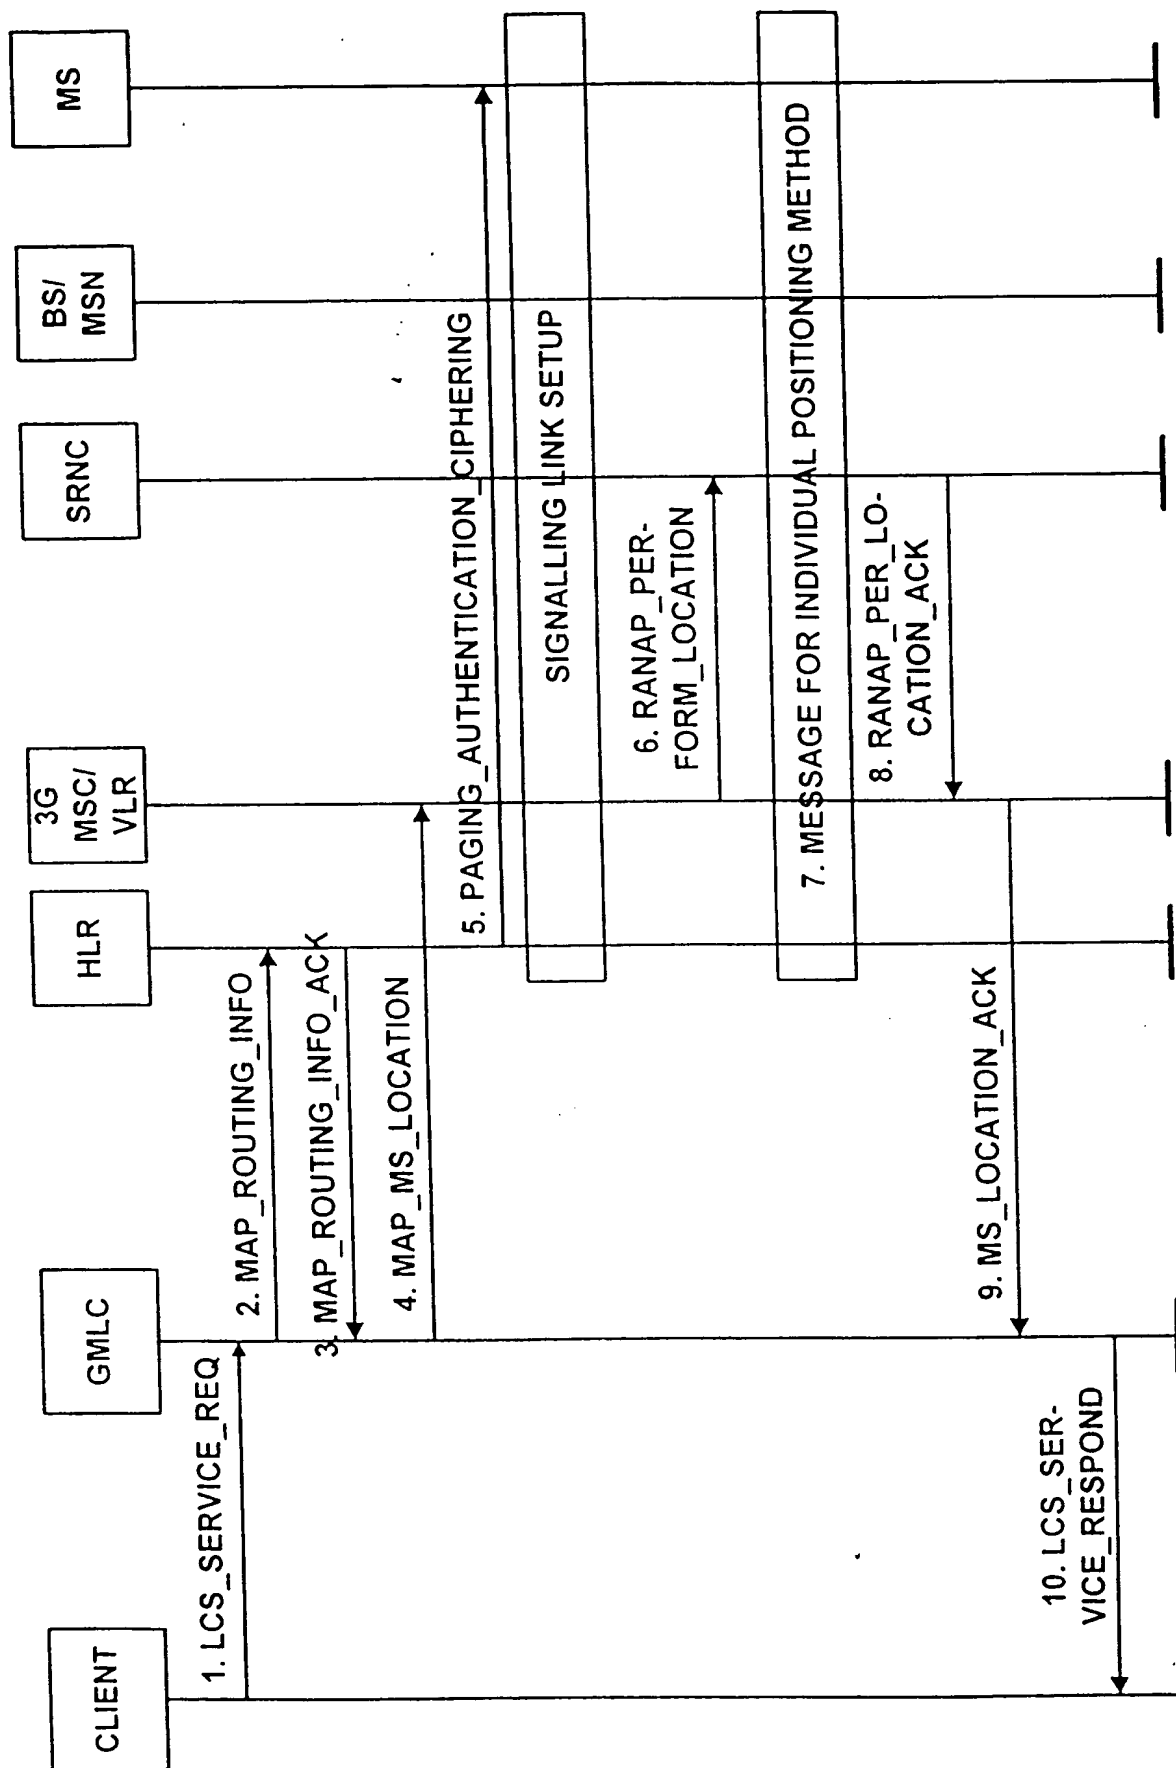 CLIENT
GMLC
HLR
3G
MSC/
VLR
SRNC
BS/
MSN
MS
1. LCS_SERVICE_REQ
2. MAP_ROUTING_INFO
3. MAP_ROUTING_INFO_ACK
4. MAP_MS_LOCATION
5. PAGING_AUTHENTICATION_CIPHERING
SIGNALLING LINK SETUP
6. RANAP_PER-
FORM_LOCATION
7. MESSAGE FOR INDIVIDUAL POSITIONING METHOD
8. RANAP_PER_LO-
CATION_ACK
9. MS_LOCATION_ACK
10. LCS_SER-
VICE_RESPOND